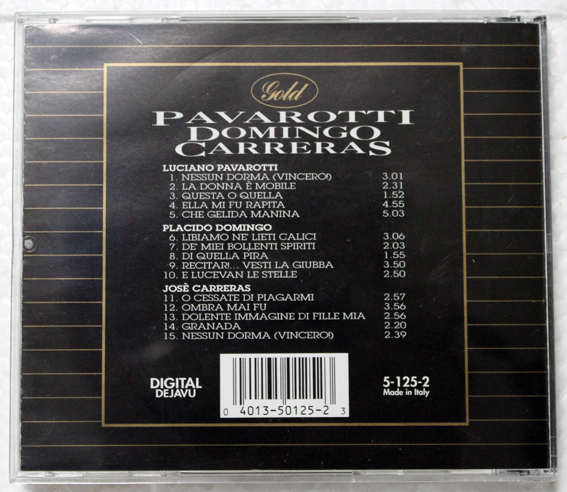 Gold
PAVAROTTI
DOMINGO
CARRERAS
LUCIANO PAVAROTTI
1. NESSUN DORMA (VINCERO!) 3.01
2. LA DONNA È MOBILE 2.31
3. QUESTA O QUELLA 1.52
4. ELLA MI FU RAPITA 4.55
5. CHE GELIDA MANINA 5.03
PLACIDO DOMINGO
6. LIBIAMO NE' LIETI CALICI 3.06
7. DE' MIEI BOLLENTI SPIRITI 2.03
8. DI QUELLA PIRA 1.55
9. RECITAR!... VESTI LA GIUBBA 3.50
10. E LUCEVAN LE STELLE 2.50
JOSÈ CARRERAS
11. O CESSATE DI PIAGARMI 2.57
12. OMBRA MAI FU 3.56
13. DOLENTE IMMAGINE DI FILLE MIA 2.56
14. GRANADA 2.20
15. NESSUN DORMA (VINCERO!) 2.39
DIGITAL
DEJAVU
0 4013-50125-2 3
5-125-2
Made in Italy